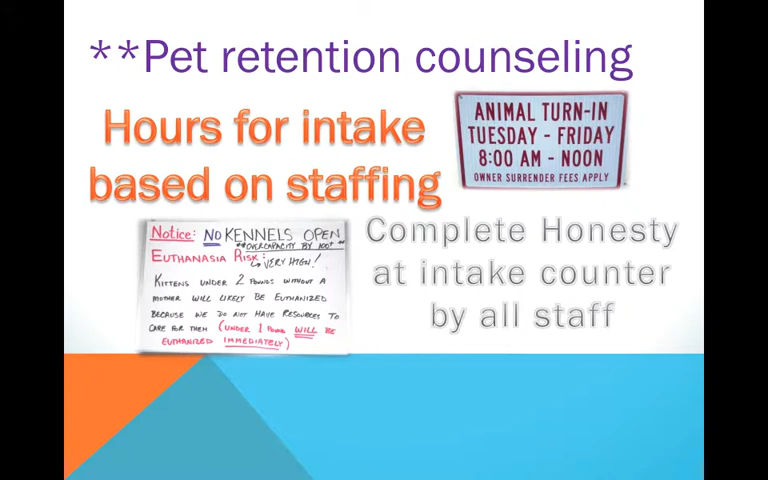 **Pet retention counseling
Hours for intake
based on staffing
ANIMAL TURN-IN
TUESDAY - FRIDAY
8:00 AM - NOON
OWNER SURRENDER FEES APPLY
Notice: NO KENNELS OPEN
**OVERCAPACITY BY 100+**
EUTHANASIA RISK:
VERY HIGH!
KITTENS UNDER 2 POUNDS WITHOUT A
MOTHER WILL LIKELY BE EUTHANIZED
BECAUSE WE DO NOT HAVE RESOURCES TO
CARE FOR THEM (UNDER 1 POUND WILL BE
EUTHANIZED IMMEDIATELY)
Complete Honesty
at intake counter
by all staff